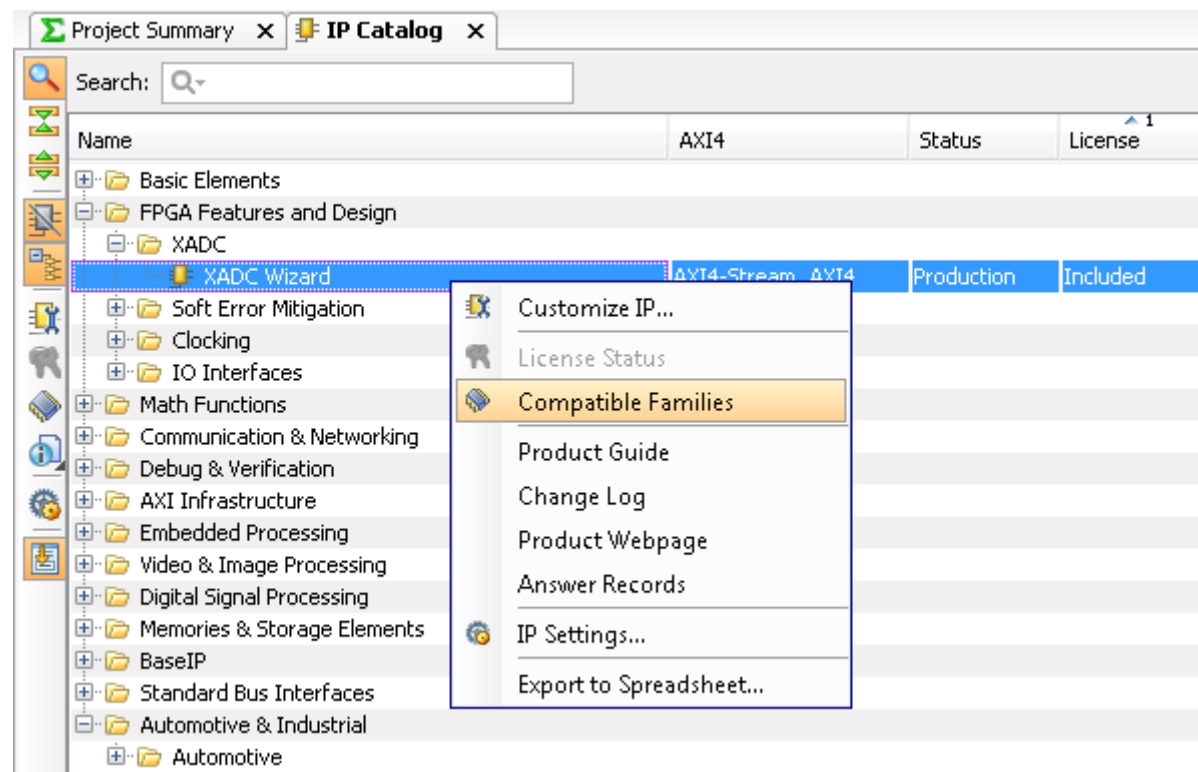 Project Summary X IP Catalog X
Search:
Name AXI4 Status License 1
Basic Elements
FPGA Features and Design
XADC
XADC Wizard AXI4-Stream, AXI4 Production Included
Customize IP...
Soft Error Mitigation
Clocking
License Status
IO Interfaces
Math Functions
Compatible Families
Communication & Networking
Product Guide
Debug & Verification
AXI Infrastructure
Change Log
Embedded Processing
Product Webpage
Video & Image Processing
Answer Records
Digital Signal Processing
Memories & Storage Elements
IP Settings...
BaseIP
Standard Bus Interfaces
Export to Spreadsheet...
Automotive & Industrial
Automotive